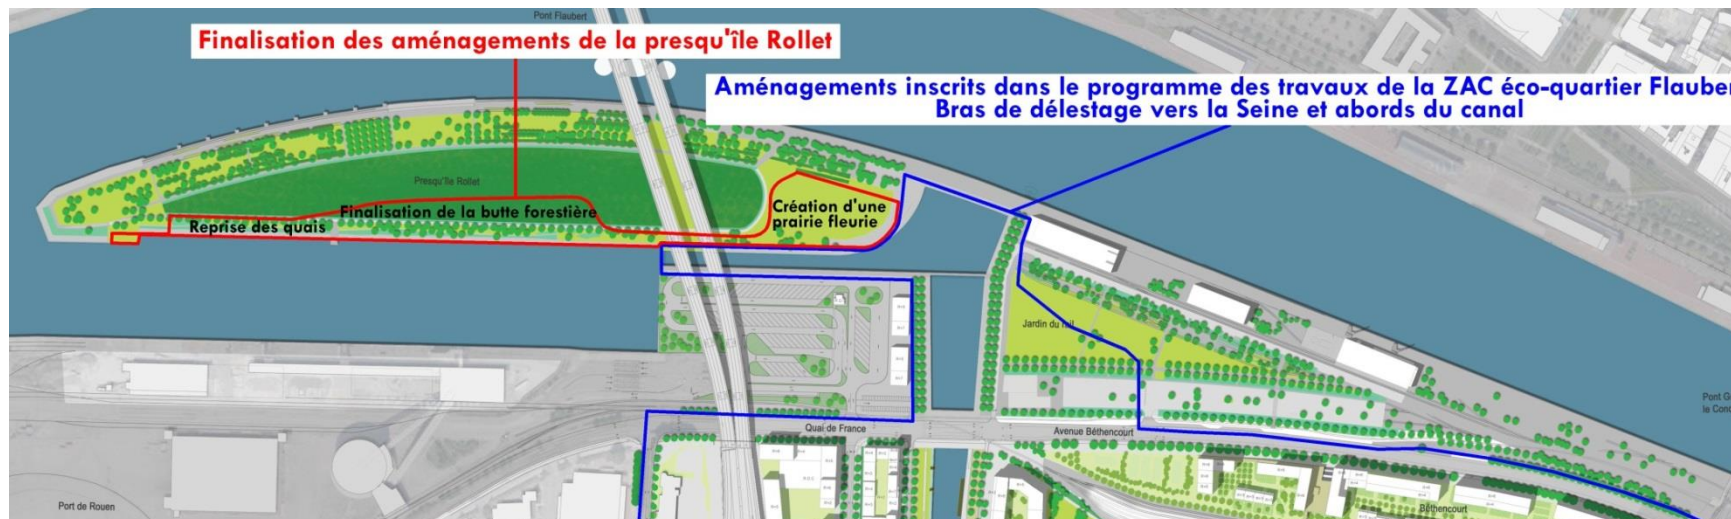 Pont Flaubert
Finalisation des aménagements de la presqu'île Rollet
Aménagements inscrits dans le programme des travaux de la ZAC éco-quartier Flauber
Bras de délestage vers la Seine et abords du canal
Presqu'île Rollet
Création d'une
prairie fleurie
Finalisation de la butte forestière
Reprise des quais
Jardin du rail
Pont G
le Conq
Quai de France
Avenue Béthencourt
Port de Rouen
Béthencourt